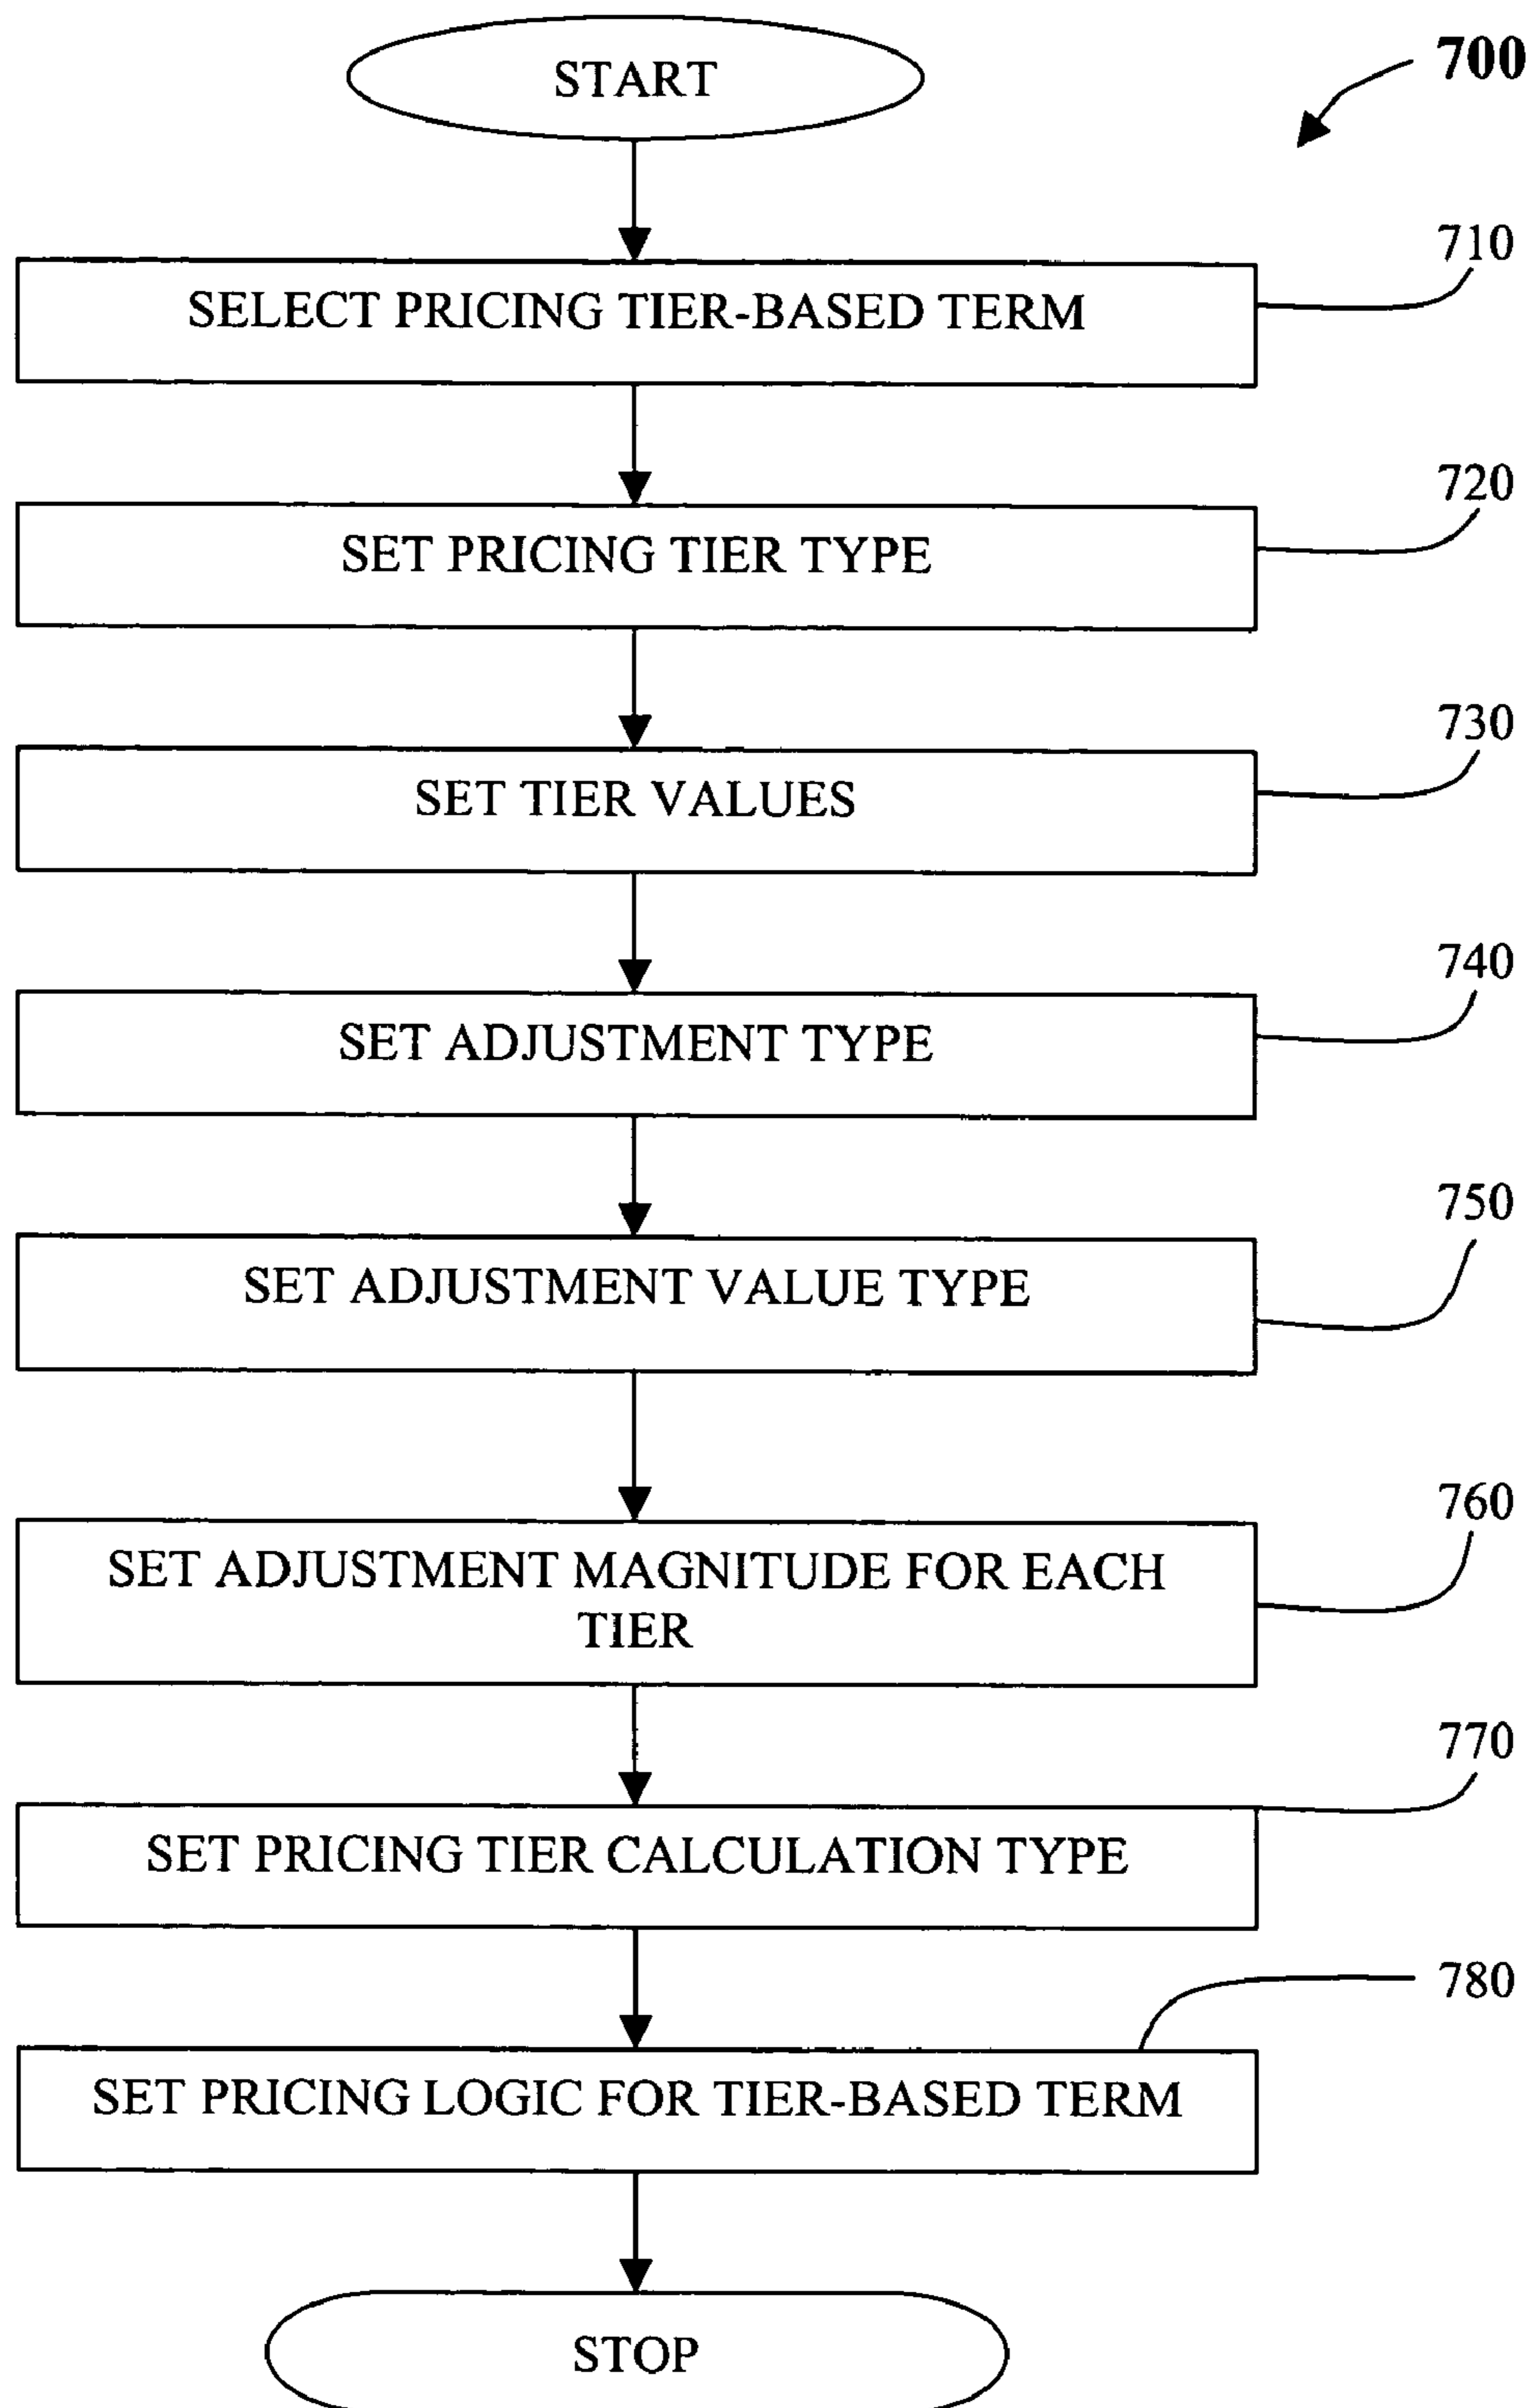 START
700
710
SELECT PRICING TIER-BASED TERM
720
SET PRICING TIER TYPE
730
SET TIER VALUES
740
SET ADJUSTMENT TYPE
750
SET ADJUSTMENT VALUE TYPE
760
SET ADJUSTMENT MAGNITUDE FOR EACH
TIER
770
SET PRICING TIER CALCULATION TYPE
780
SET PRICING LOGIC FOR TIER-BASED TERM
STOP